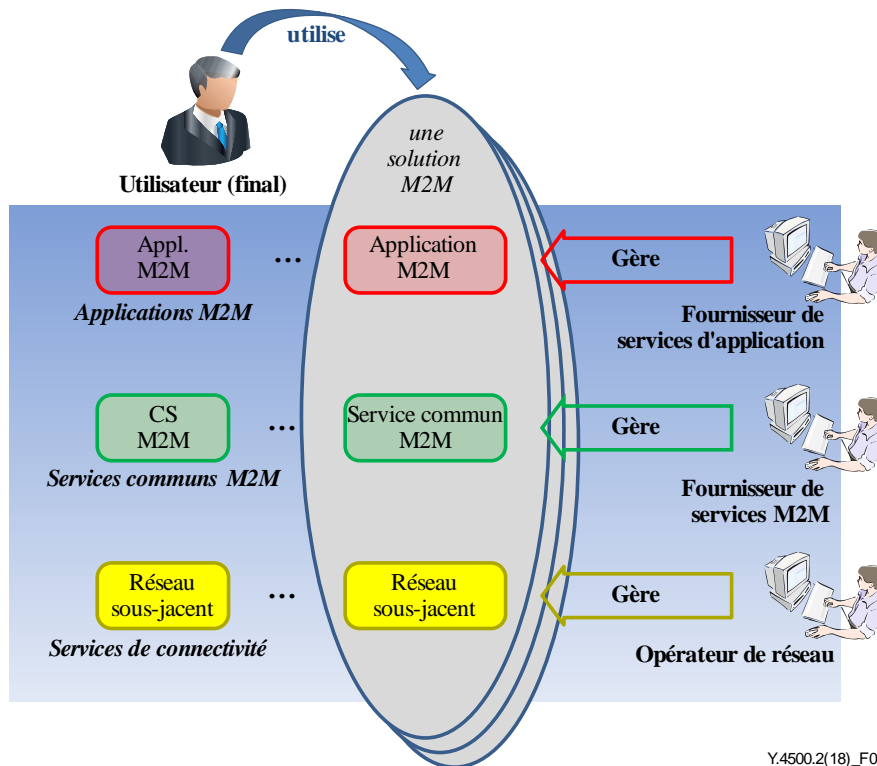 utilise
une
solution
M2M
Utilisateur (final)
Appl.
M2M
...
Application
M2M
Gère
Applications M2M
Fournisseur de
services d'application
CS
M2M
...
Service commun
M2M
Gère
Services communs M2M
Fournisseur de
services M2M
Réseau
sous-jacent
...
Réseau
sous-jacent
Gère
Services de connectivité
Opérateur de réseau
Y.4500.2(18)_F0